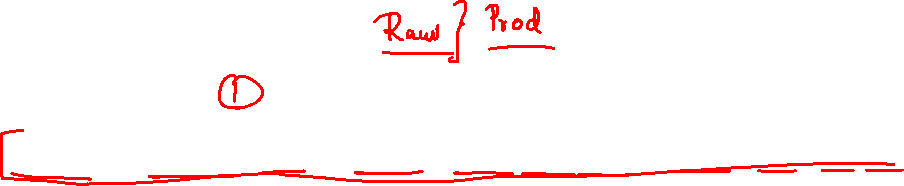 Raw } Prod
①